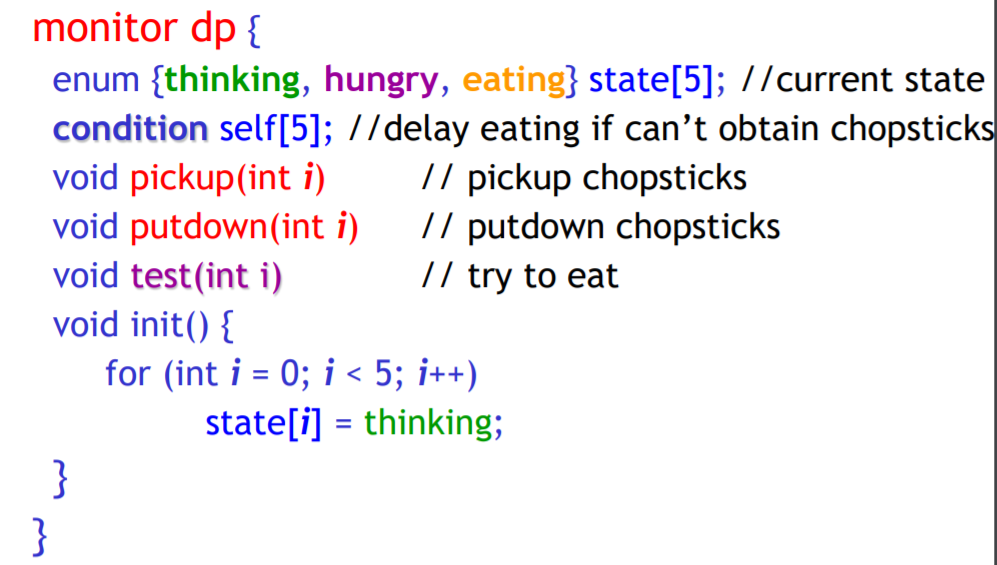 monitor dp {
enum {thinking, hungry, eating} state[5]; //current state
condition self[5]; //delay eating if can’t obtain chopsticks
void pickup(int i) // pickup chopsticks
void putdown(int i) // putdown chopsticks
void test(int i) // try to eat
void init() {
for (int i = 0; i < 5; i++)
state[i] = thinking;
}
}